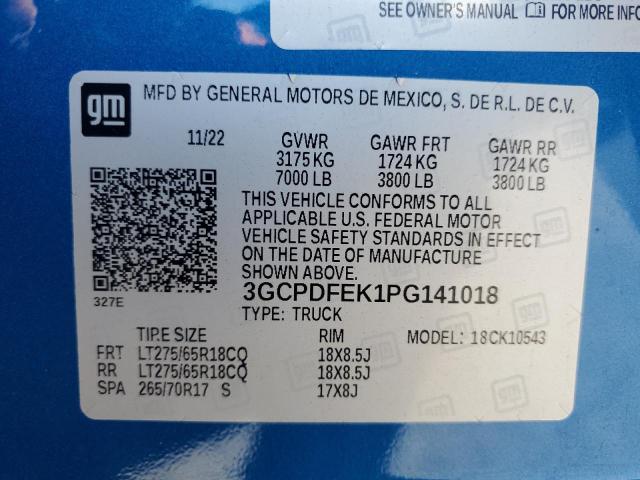 SEE OWNER'S MANUAL FOR MORE INFO
gm
MFD BY GENERAL MOTORS DE MEXICO, S. DE R.L. DE C.V.
11/22 GVWR GAWR FRT GAWR RR
3175 KG 1724 KG 1724 KG
7000 LB 3800 LB 3800 LB
THIS VEHICLE CONFORMS TO ALL
APPLICABLE U.S. FEDERAL MOTOR
VEHICLE SAFETY STANDARDS IN EFFECT
ON THE DATE OF MANUFACTURE
SHOWN ABOVE.
327E
3GCPDFEK1PG141018
TYPE: TRUCK
TIRE SIZE RIM MODEL: 18CK10543
FRT LT275/65R18CQ 18X8.5J
RR LT275/65R18CQ 18X8.5J
SPA 265/70R17 S 17X8J